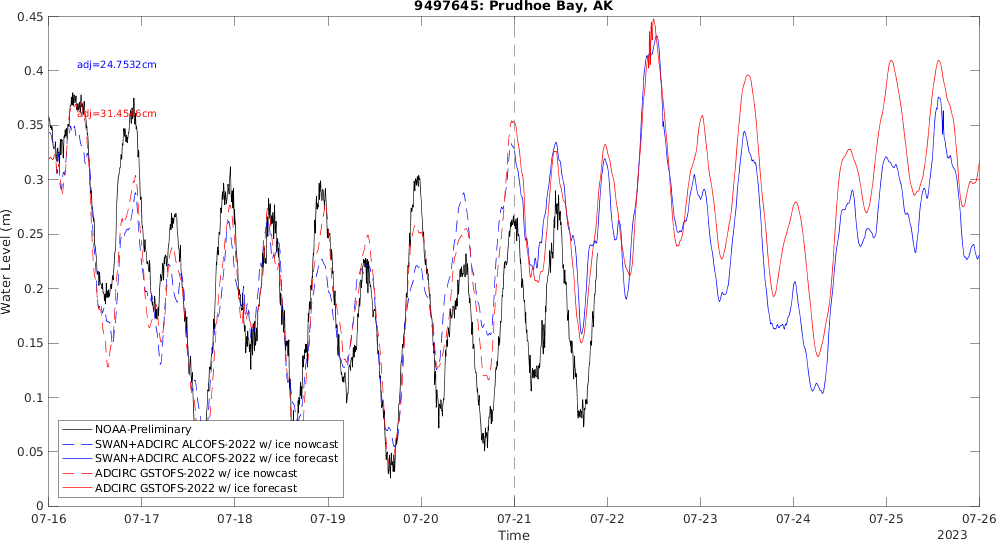 9497645: Prudhoe Bay, AK
0.45
0.4
0.35
0.3
0.25
0.2
0.15
0.1
0.05
0
Water Level (m)
adj=24.7532cm
NOAA-Preliminary
SWAN+ADCIRC ALCOFS-2022 w/ ice nowcast
SWAN+ADCIRC ALCOFS-2022 w/ ice forecast
ADCIRC GSTOFS-2022 w/ ice nowcast
ADCIRC GSTOFS-2022 w/ ice forecast
07-16 07-17 07-18 07-19 07-20 07-21 07-22 07-23 07-24 07-25 07-26
Time
2023